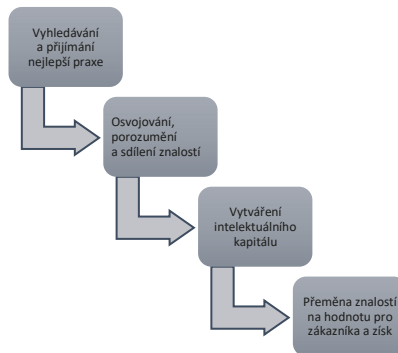 Vyhledávání
a přijímání
nejlepší praxe
Osvojování,
porozumění
a sdílení znalostí
Vytváření
intelektuálního
kapitálu
Přeměna znalostí
na hodnotu pro
zákazníka a zisk